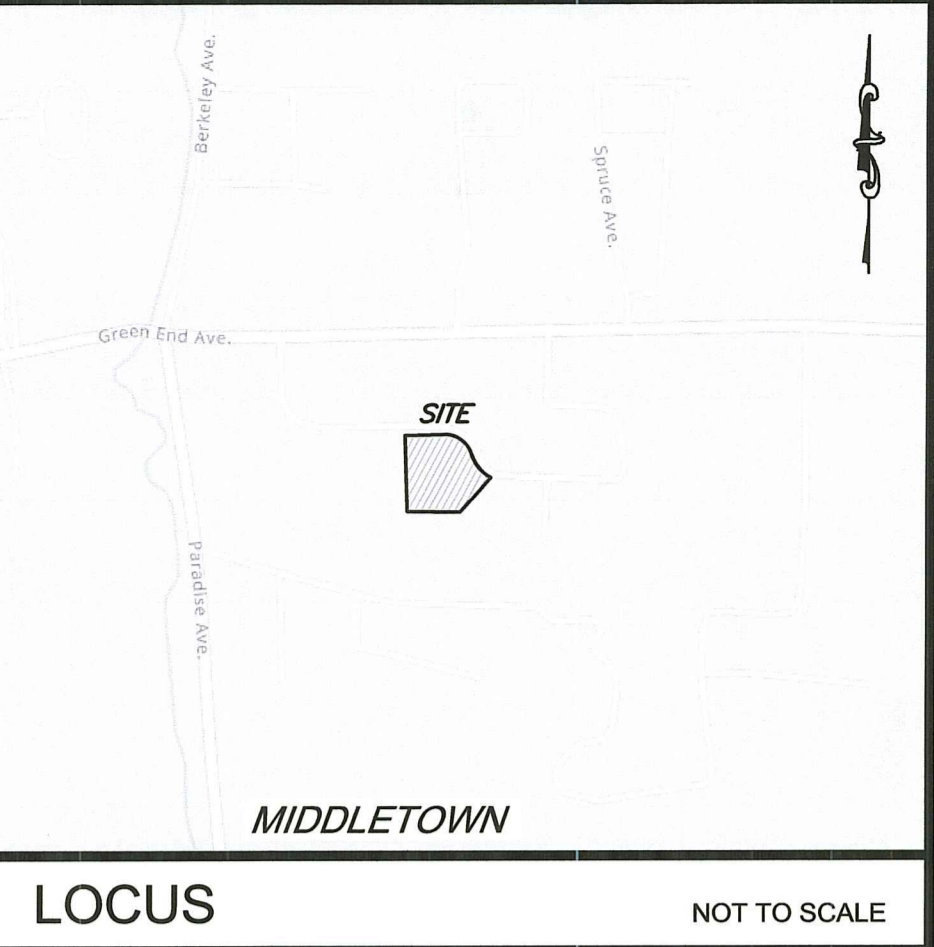 Berkeley Ave.
Spruce Ave.
Green End Ave.
SITE
Paradise Ave.
MIDDLETOWN
LOCUS
NOT TO SCALE